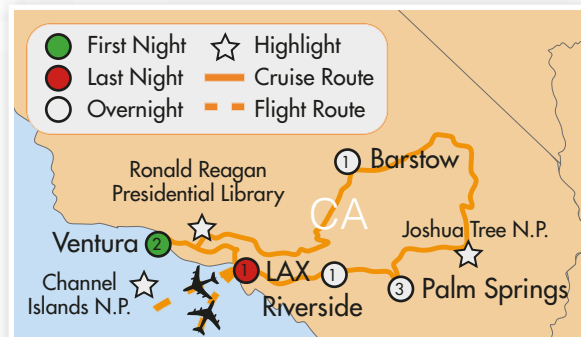 First Night
Highlight
Last Night
Cruise Route
Overnight
Flight Route
Ronald Reagan
Presidential Library
1
Barstow
CA
Joshua Tree N.P.
Ventura
2
Channel
Islands N.P.
1
LAX
1
Riverside
3
Palm Springs